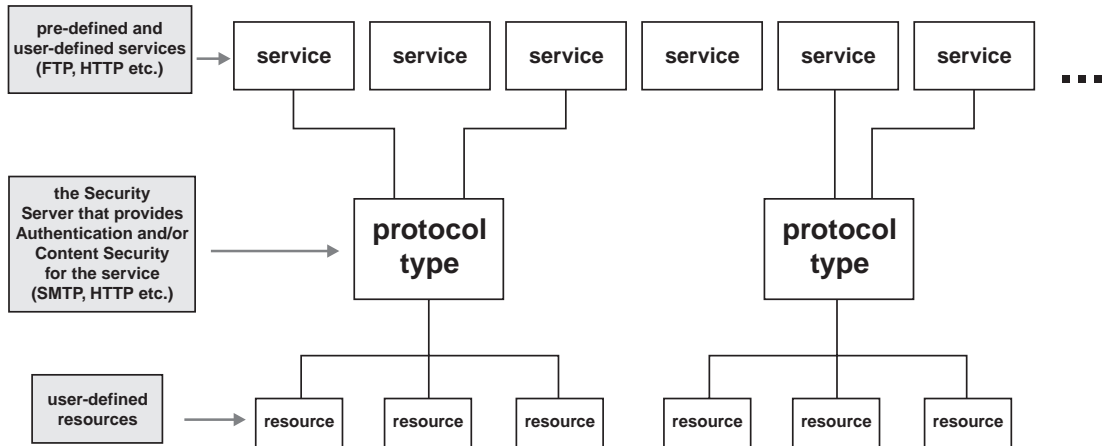 pre-defined and
user-defined services
(FTP, HTTP etc.)
service
service
service
service
service
service
the Security
Server that provides
Authentication and/or
Content Security
for the service
(SMTP, HTTP etc.)
protocol
type
protocol
type
user-defined
resources
resource
resource
resource
resource
resource
resource